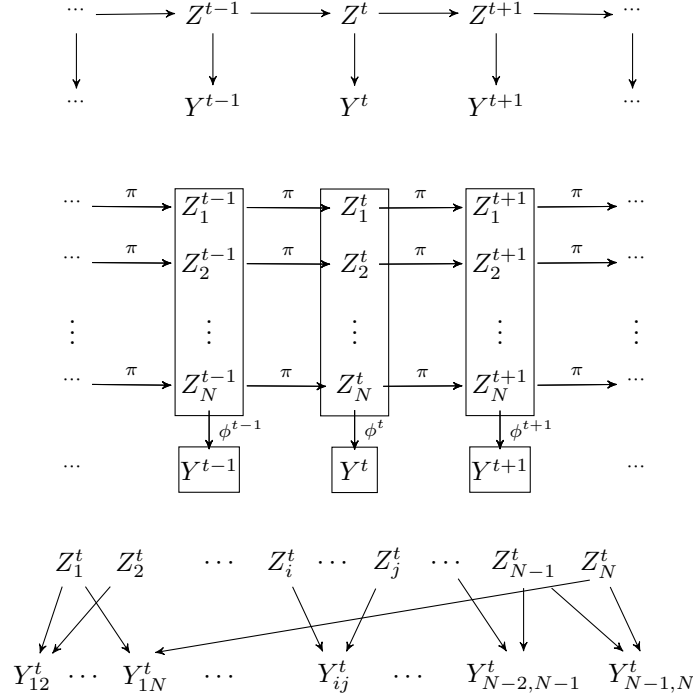 ... Z^{t-1} Z^t Z^{t+1} ...
... Y^{t-1} Y^t Y^{t+1} ...
... π Z_1^{t-1} π Z_1^t π Z_1^{t+1} π ...
... π Z_2^{t-1} π Z_2^t π Z_2^{t+1} π ...
⋮ ⋮ ⋮ ⋮ ⋮
... π Z_N^{t-1} π Z_N^t π Z_N^{t+1} π ...
φ^{t-1} φ^t φ^{t+1}
... Y^{t-1} Y^t Y^{t+1} ...
Z_1^t Z_2^t ... Z_i^t ... Z_j^t ... Z_{N-1}^t Z_N^t
Y_{12}^t ... Y_{1N}^t ... Y_{ij}^t ... Y_{N-2,N-1}^t Y_{N-1,N}^t